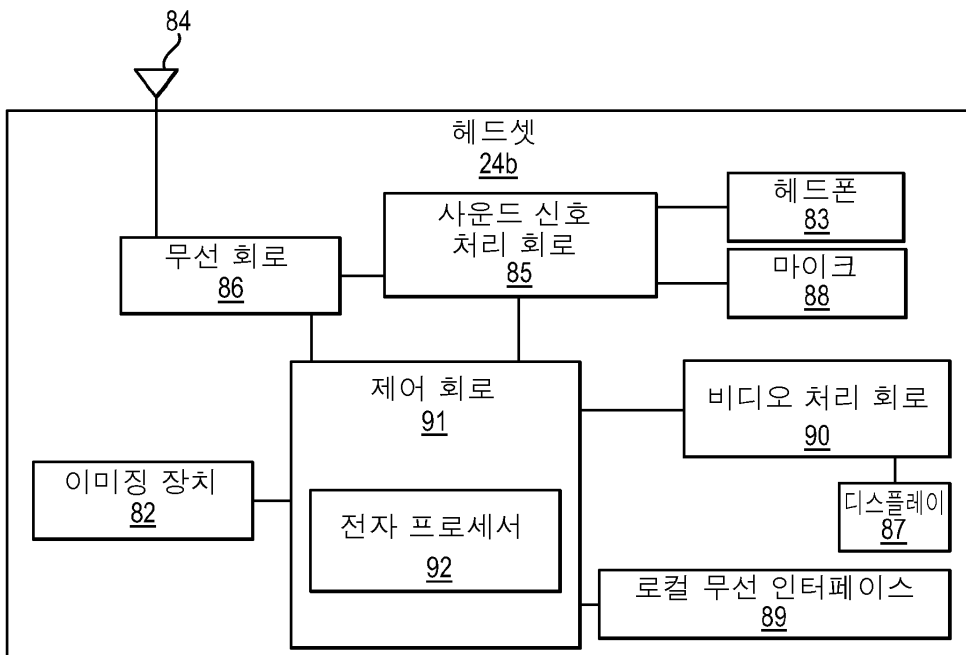 84
헤드셋
24b
사운드 신호
처리 회로
85
헤드폰
83
무선 회로
86
마이크
88
제어 회로
91
비디오 처리 회로
90
이미징 장치
82
전자 프로세서
92
디스플레이
87
로컬 무선 인터페이스
89